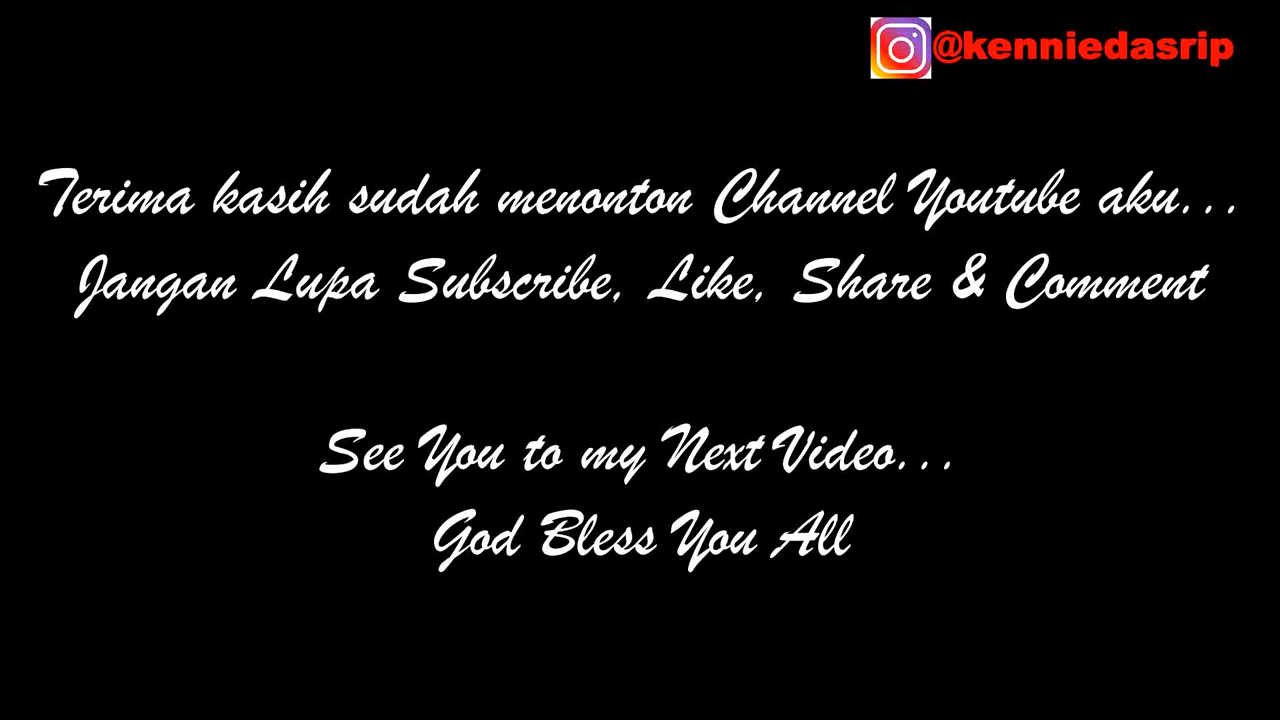 @kenniedasrip
Terima kasih sudah menonton Channel Youtube aku...
Jangan Lupa Subscribe, Like, Share & Comment
See You to my Next Video...
God Bless You All